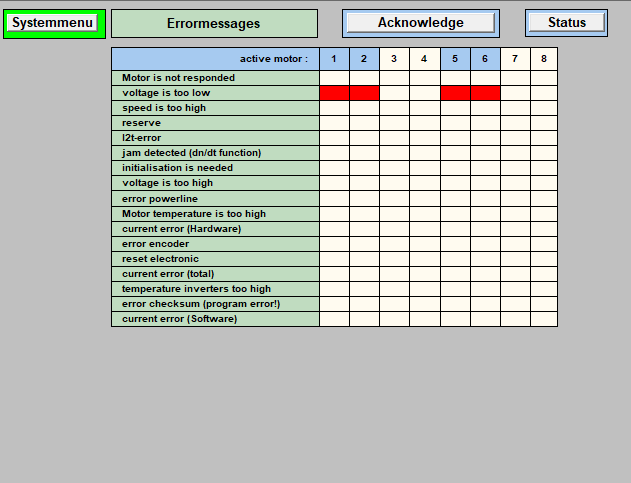 Systemmenu Errormessages Acknowledge Status
active motor : 1 2 3 4 5 6 7 8
Motor is not responded
voltage is too low
speed is too high
reserve
I2t-error
jam detected (dn/dt function)
initialisation is needed
voltage is too high
error powerline
Motor temperature is too high
current error (Hardware)
error encoder
reset electronic
current error (total)
temperature inverters too high
error checksum (program error!)
current error (Software)